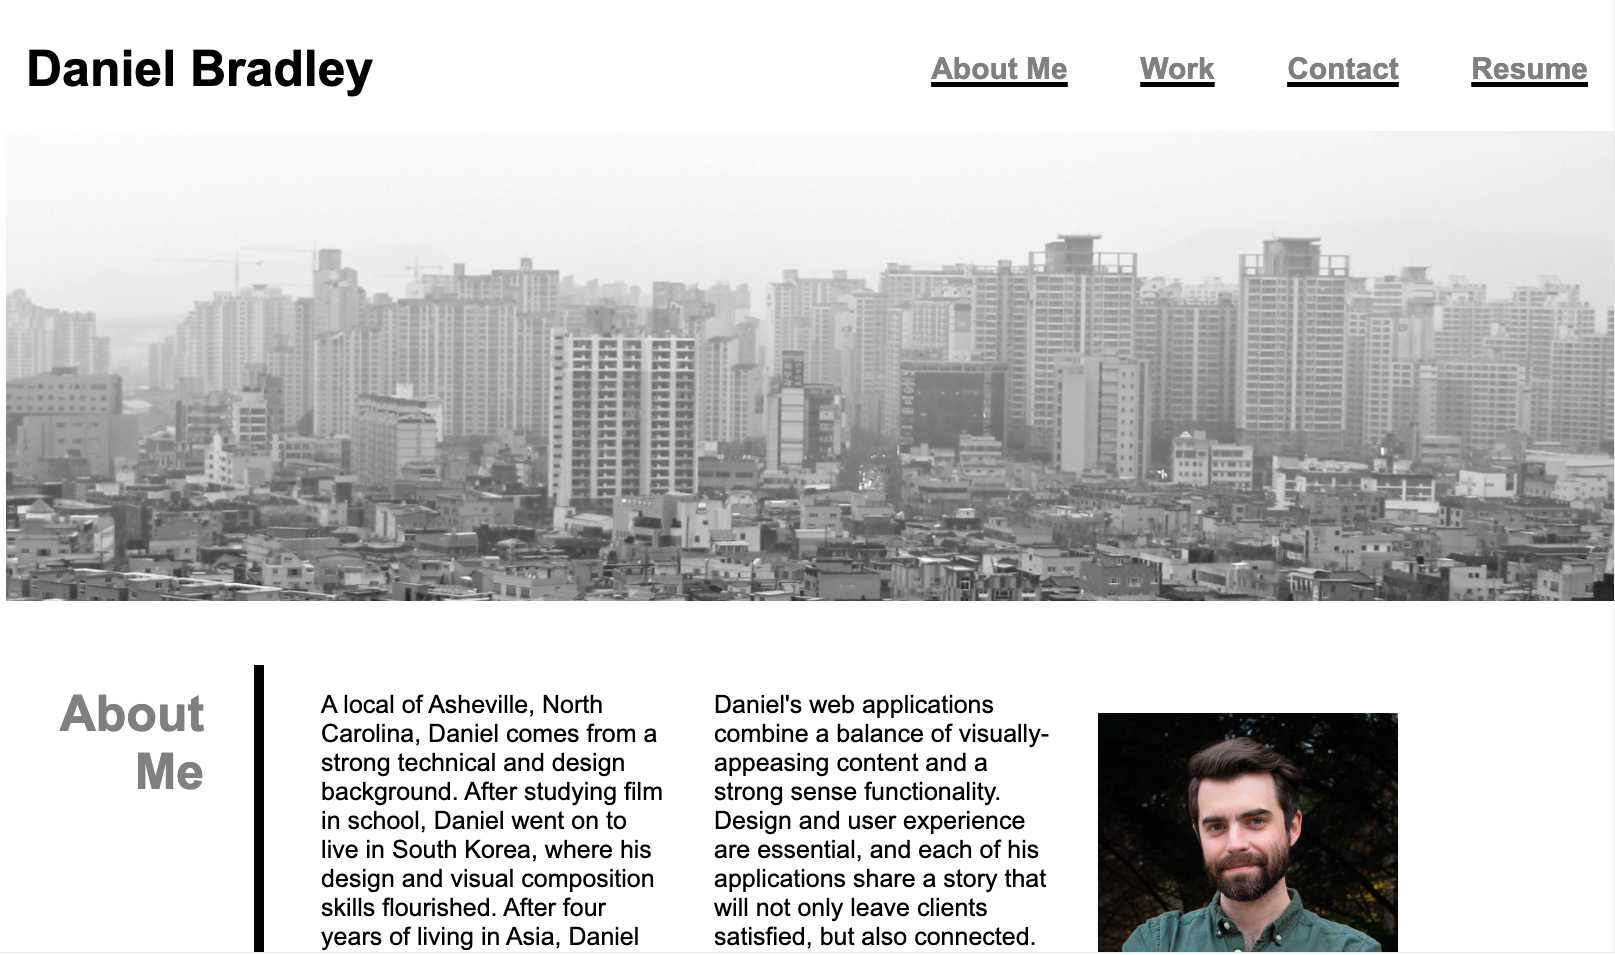 Daniel Bradley
About Me
Work
Contact
Resume
About
Me
A local of Asheville, North
Carolina, Daniel comes from a
strong technical and design
background. After studying film
in school, Daniel went on to
live in South Korea, where his
design and visual composition
skills flourished. After four
years of living in Asia, Daniel
Daniel's web applications
combine a balance of visually-
appeasing content and a
strong sense functionality.
Design and user experience
are essential, and each of his
applications share a story that
will not only leave clients
satisfied, but also connected.